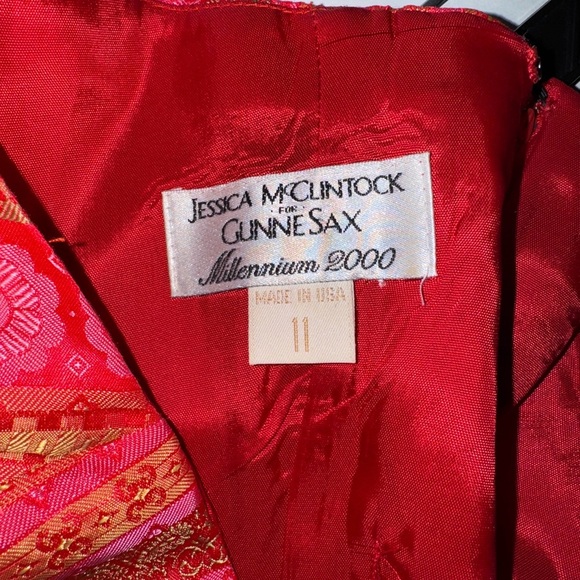 JESSICA MCCLINTOCK
· FOR ·
GUNNE SAX
Millennium 2000
MADE IN USA
11